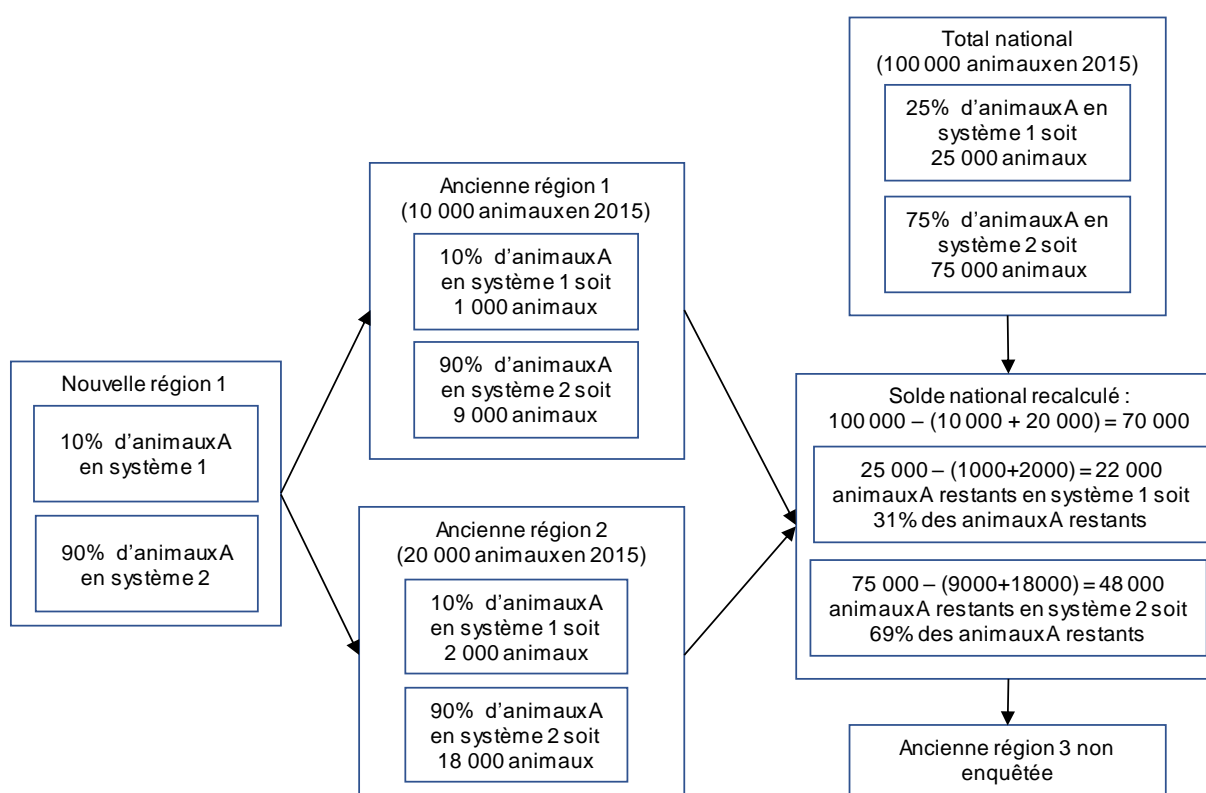 Total national
(100 000 animaux en 2015)
25% d'animaux A en
système 1 soit
25 000 animaux
75% d'animaux A en
système 2 soit
75 000 animaux
Ancienne région 1
(10 000 animaux en 2015)
10% d'animaux A
en système 1 soit
1 000 animaux
90% d'animaux A
en système 2 soit
9 000 animaux
Nouvelle région 1
10% d'animaux A
en système 1
90% d'animaux A
en système 2
Ancienne région 2
(20 000 animaux en 2015)
10% d'animaux A
en système 1 soit
2 000 animaux
90% d'animaux A
en système 2 soit
18 000 animaux
Solde national recalculé :
100 000 – (10 000 + 20 000) = 70 000
25 000 – (1000+2000) = 22 000
animaux A restants en système 1 soit
31% des animaux A restants
75 000 – (9000+18000) = 48 000
animaux A restants en système 2 soit
69% des animaux A restants
Ancienne région 3 non
enquêtée